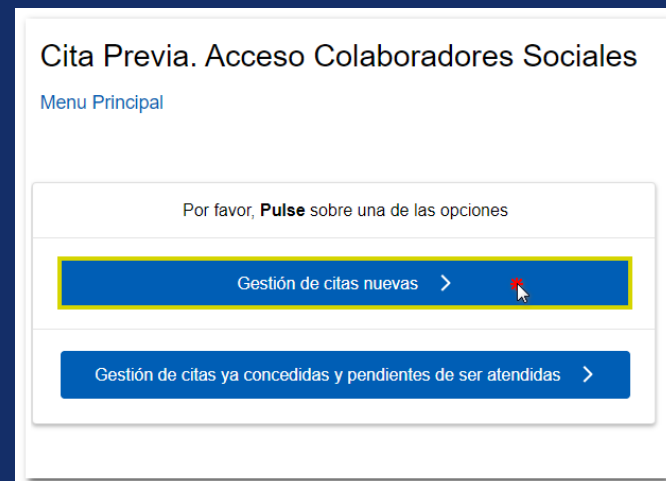 Cita Previa. Acceso Colaboradores Sociales
Menu Principal
Por favor, Pulse sobre una de las opciones
Gestión de citas nuevas
Gestión de citas ya concedidas y pendientes de ser atendidas